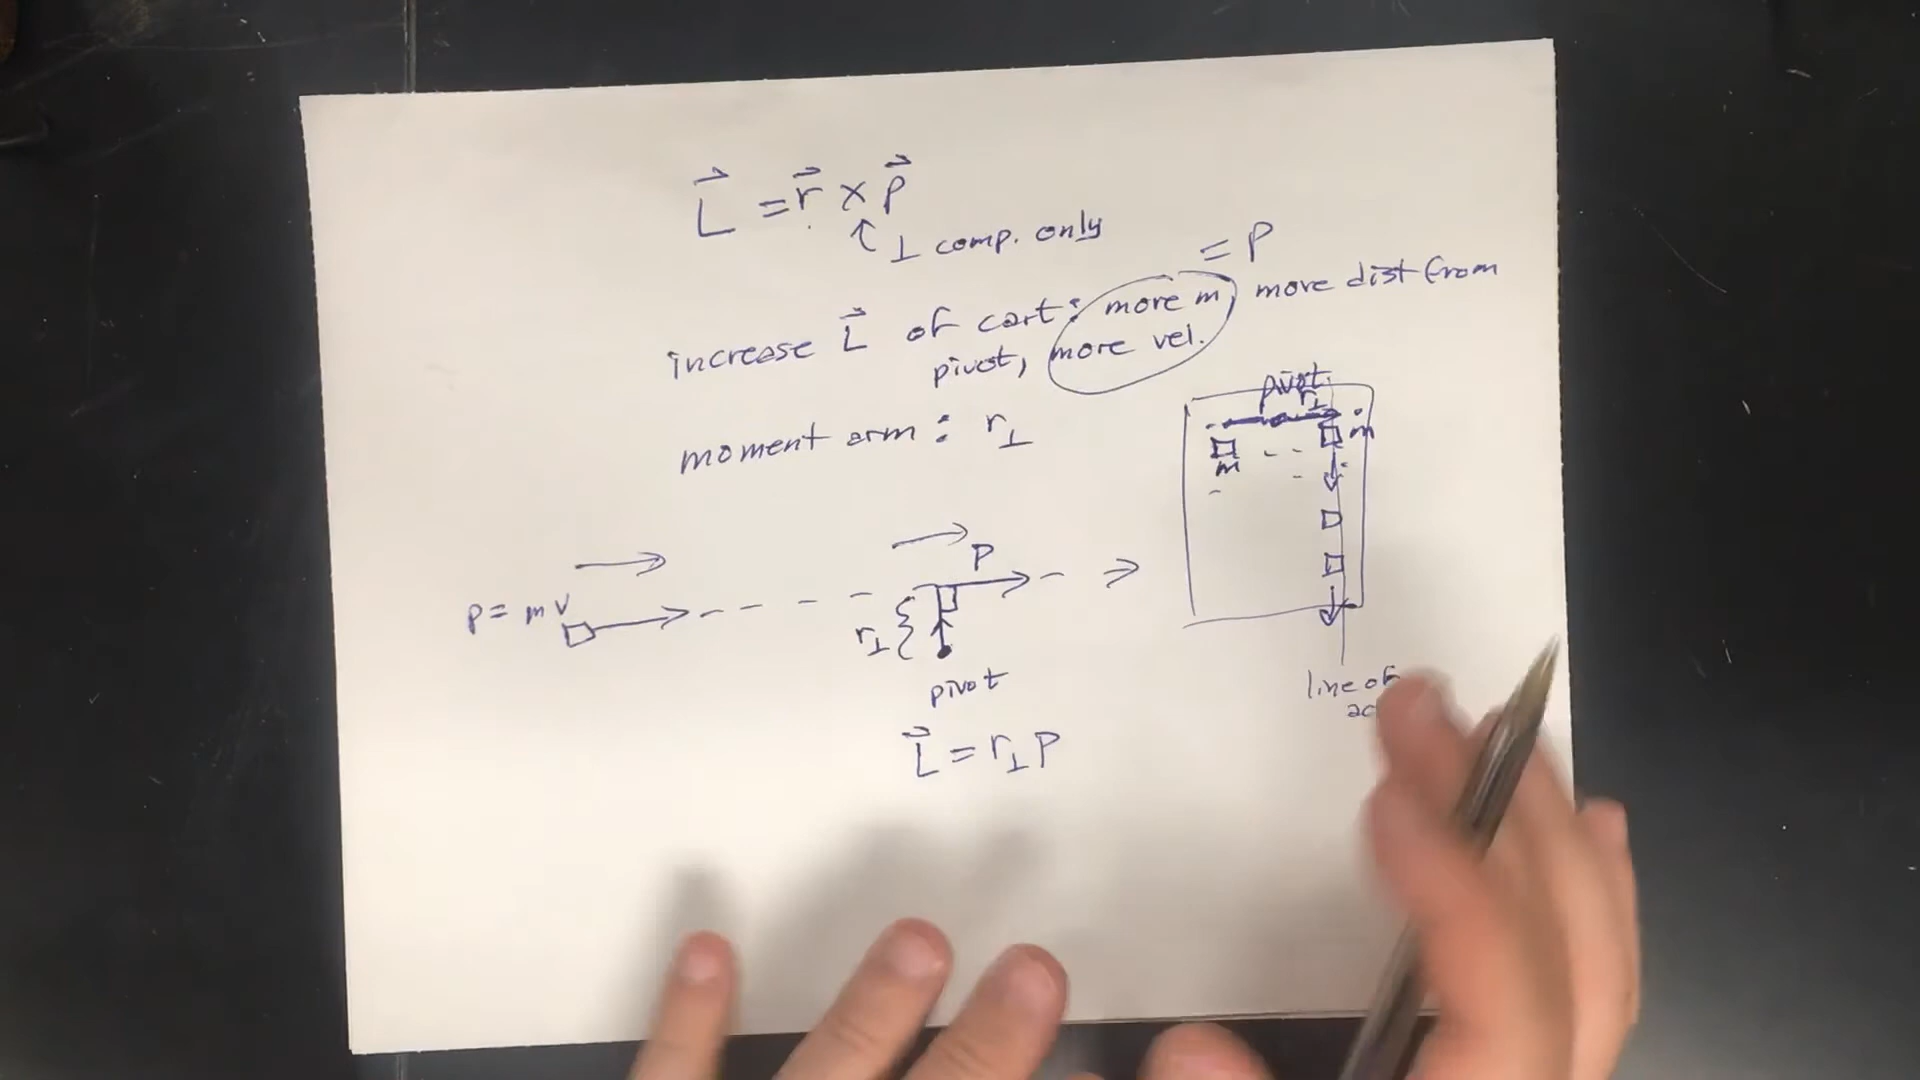 L⃗ = r⃗ × p⃗
↑ ⊥ comp. only
= P
increase L⃗ of cart: more m, more dist from
pivot, more vel.
moment arm: r⊥
pivot
r⊥
m
m
p = mv
P
r⊥
pivot
line of
L⃗ = r⊥ P